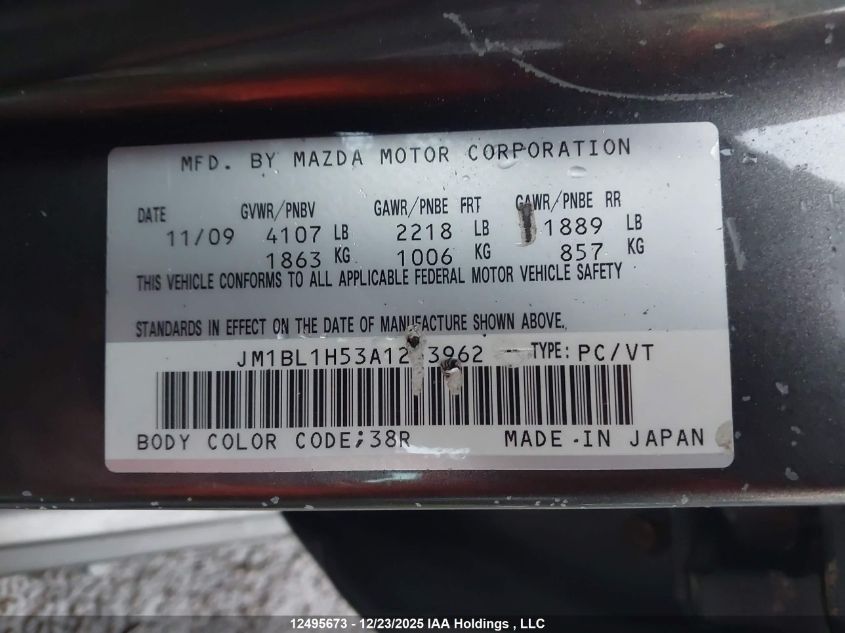 MFD. BY MAZDA MOTOR CORPORATION
DATE GVWR/PNBV GAWR/PNBE FRT GAWR/PNBE RR
11/09 4107 LB 2218 LB 1889 LB
1863 KG 1006 KG 857 KG
THIS VEHICLE CONFORMS TO ALL APPLICABLE FEDERAL MOTOR VEHICLE SAFETY
STANDARDS IN EFFECT ON THE DATE OF MANUFACTURE SHOWN ABOVE.
TYPE: PC/VT
BODY COLOR CODE;38R MADE-IN JAPAN
12495673 - 12/23/2025 IAA Holdings , LLC